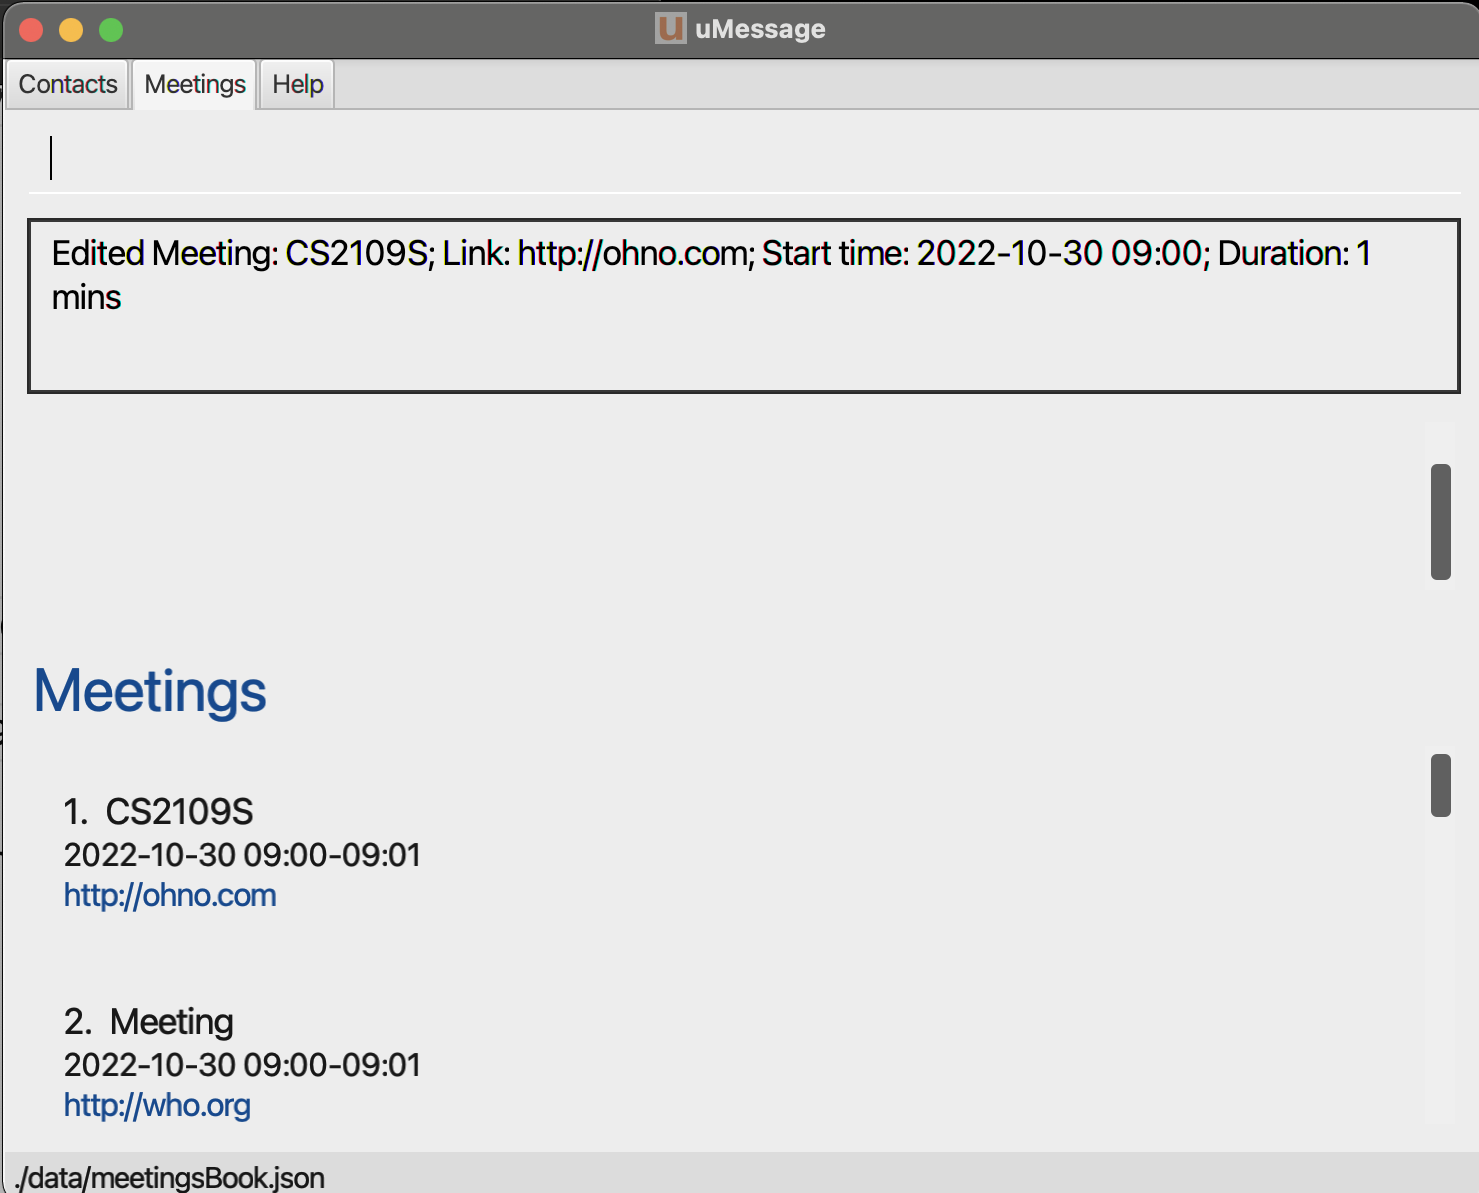 u uMessage
Contacts Meetings Help
Edited Meeting: CS2109S; Link: http://ohno.com; Start time: 2022-10-30 09:00; Duration: 1
mins
Meetings
1. CS2109S
2022-10-30 09:00-09:01
http://ohno.com
2. Meeting
2022-10-30 09:00-09:01
http://who.org
./data/meetingsBook.json